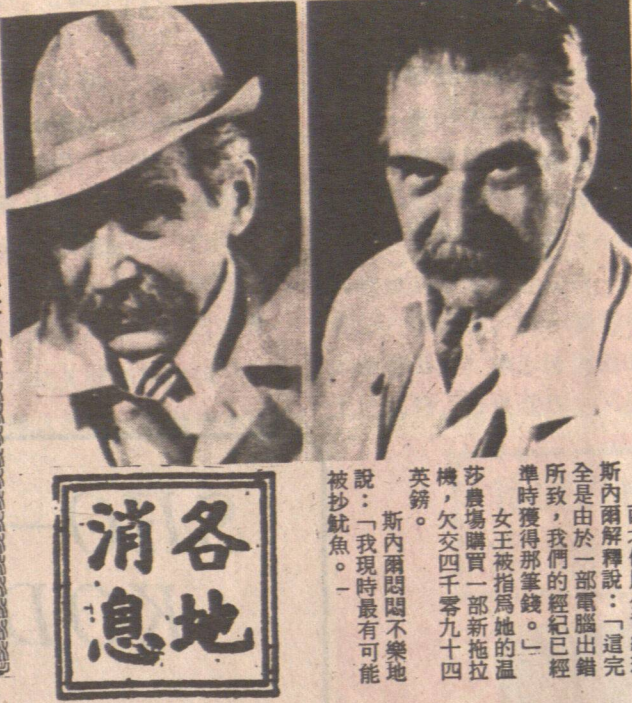 斯內爾解釋說：「這完
全是由於一部電腦出錯
所致，我們的經紀已經
準時獲得那筆錢。」
女王被指爲她的溫
莎農塲購買一部新拖拉
機，欠交四千零九十四
英鎊。
斯內爾悶悶不樂地
說：「我現時最有可能
被抄魷魚。」
各地
消息